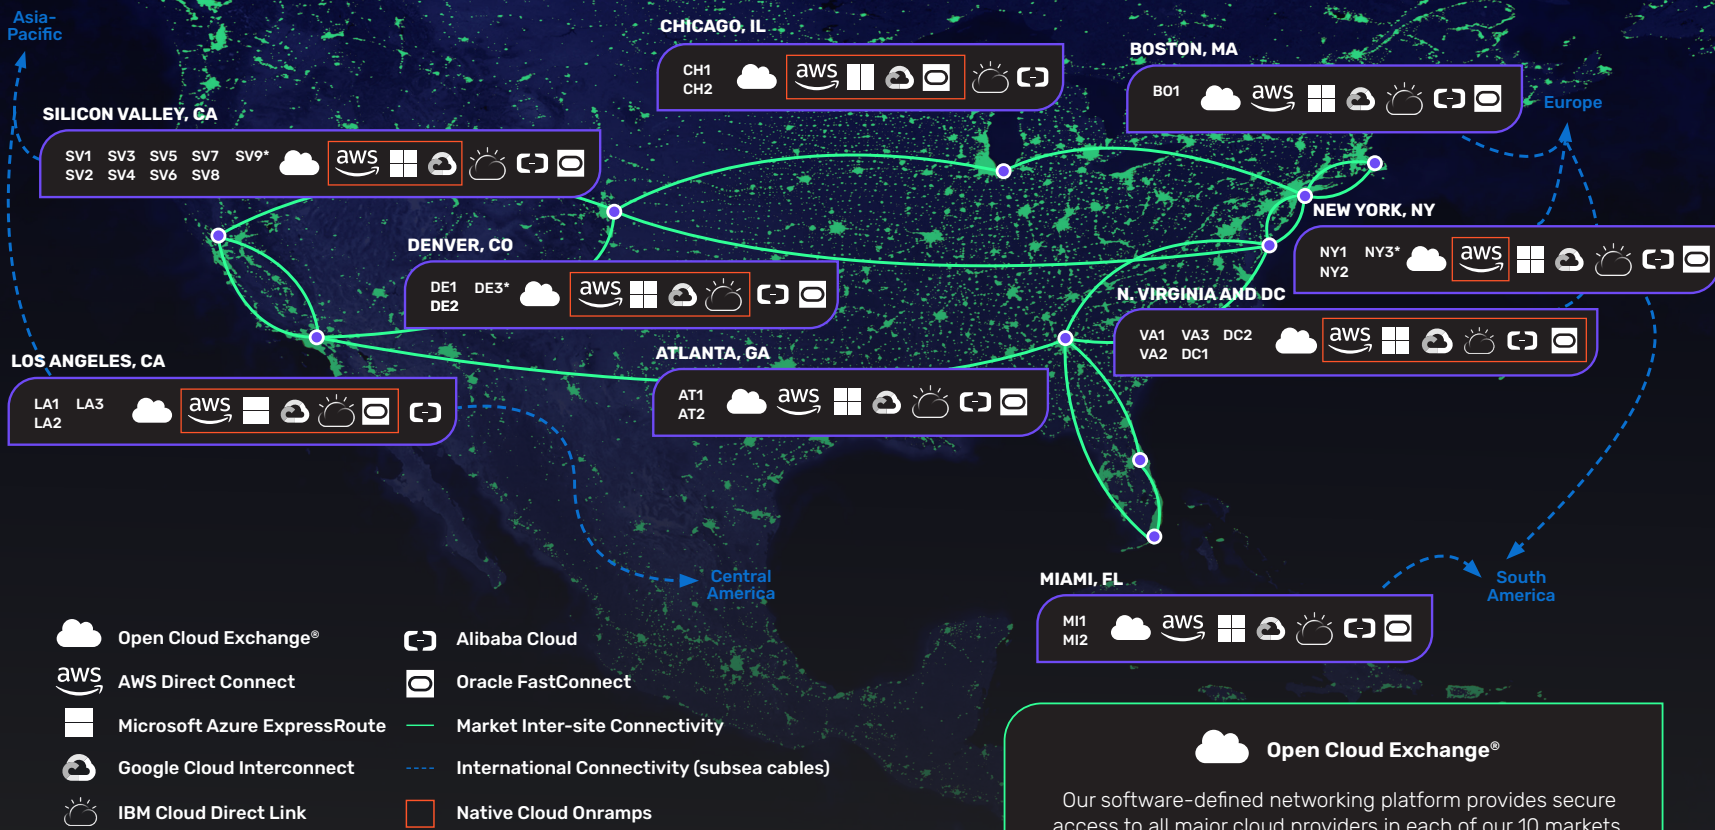 Asia-
Pacific
CHICAGO, IL
CH1
CH2
aws
BOSTON, MA
BO1
aws
Europe
SILICON VALLEY, CA
SV1 SV3 SV5 SV7 SV9*
SV2 SV4 SV6 SV8
aws
NEW YORK, NY
NY1 NY3*
NY2
aws
DENVER, CO
DE1 DE3*
DE2
aws
N. VIRGINIA AND DC
VA1 VA3 DC2
VA2 DC1
aws
LOS ANGELES, CA
LA1 LA3
LA2
aws
ATLANTA, GA
AT1
AT2
aws
Central
America
South
America
MIAMI, FL
MI1
MI2
aws
Open Cloud Exchange®
aws AWS Direct Connect
Microsoft Azure ExpressRoute
Google Cloud Interconnect
IBM Cloud Direct Link
Alibaba Cloud
Oracle FastConnect
Market Inter-site Connectivity
International Connectivity (subsea cables)
Native Cloud Onramps
Open Cloud Exchange®
Our software-defined networking platform provides secure
access to all major cloud providers in each of our 10 markets